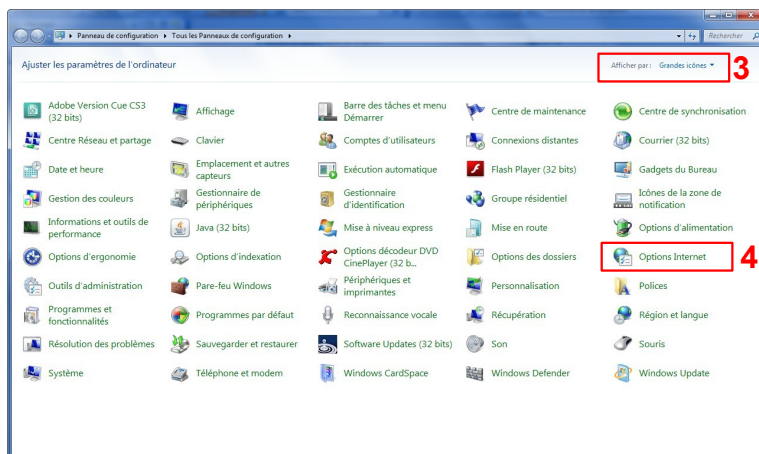 Panneau de configuration Tous les Panneaux de configuration Rechercher
Ajuster les paramètres de l'ordinateur
Afficher par : Grandes icônes
3
Adobe Version Cue CS3 (32 bits)
Affichage
Barre des tâches et menu Démarrer
Centre de maintenance
Centre de synchronisation
Centre Réseau et partage
Clavier
Comptes d'utilisateurs
Connexions distantes
Courrier (32 bits)
Date et heure
Emplacement et autres capteurs
Exécution automatique
Flash Player (32 bits)
Gadgets du Bureau
Gestion des couleurs
Gestionnaire de périphériques
Gestionnaire d'identification
Groupe résidentiel
Icônes de la zone de notification
Informations et outils de performance
Java (32 bits)
Mise à niveau express
Mise en route
Options d'alimentation
Options d'ergonomie
Options d'indexation
Options décodeur DVD CinePlayer (32 b...
Options des dossiers
Options Internet
4
Outils d'administration
Pare-feu Windows
Périphériques et imprimantes
Personnalisation
Polices
Programmes et fonctionnalités
Programmes par défaut
Reconnaissance vocale
Récupération
Région et langue
Résolution des problèmes
Sauvegarder et restaurer
Software Updates (32 bits)
Son
Souris
Système
Téléphone et modem
Windows CardSpace
Windows Defender
Windows Update